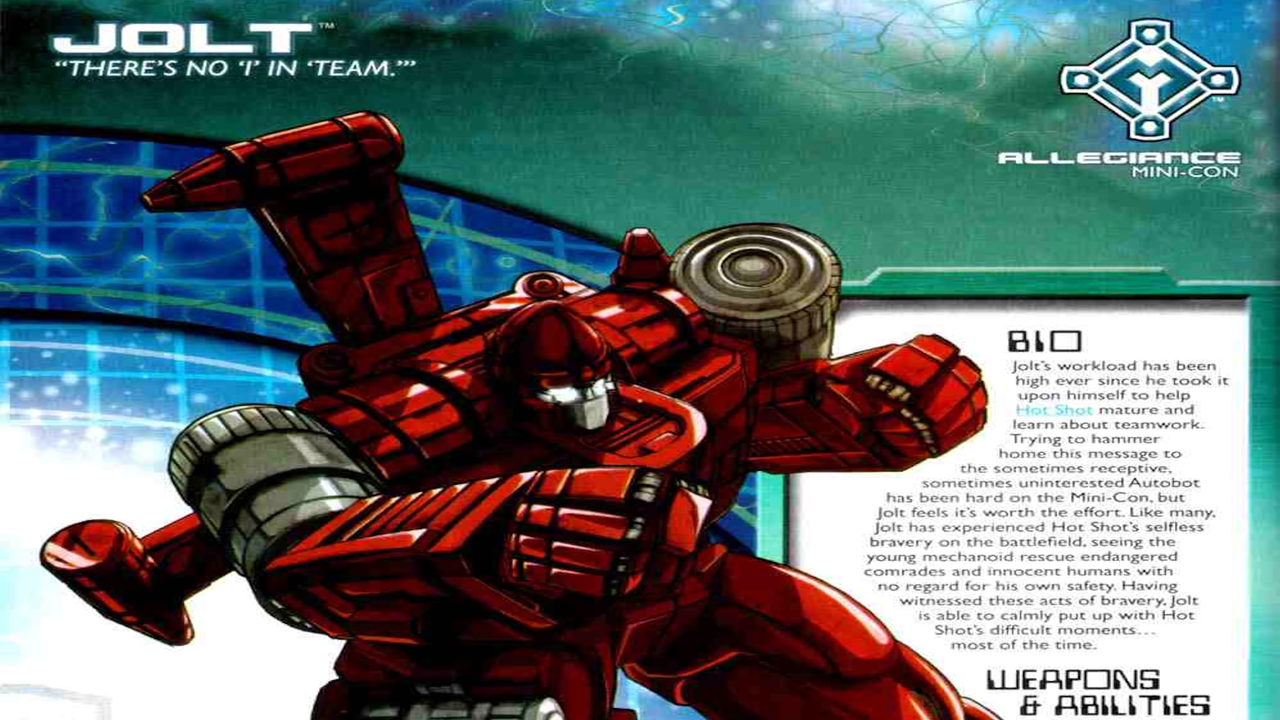 JOLT™
“THERE'S NO ‘I’ IN ‘TEAM.’”
ALLEGIANCE
MINI-CON
BIO
Jolt's workload has been
high ever since he took it
upon himself to help
Hot Shot mature and
learn about teamwork.
Trying to hammer
home this message to
the sometimes receptive,
sometimes uninterested Autobot
has been hard on the Mini-Con, but
Jolt feels it's worth the effort. Like many,
Jolt has experienced Hot Shot's selfless
bravery on the battlefield, seeing the
young mechanoid rescue endangered
comrades and innocent humans with
no regard for his own safety. Having
witnessed these acts of bravery, Jolt
is able to calmly put up with Hot
Shot's difficult moments...
most of the time.
WEAPONS
& ABILITIES